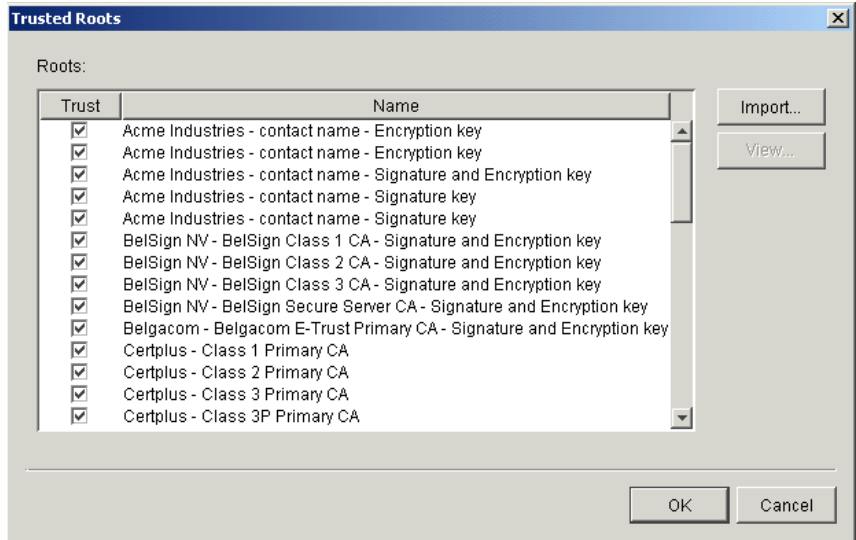 Trusted Roots
Roots:
Trust Name
Acme Industries - contact name - Encryption key
Acme Industries - contact name - Encryption key
Acme Industries - contact name - Signature and Encryption key
Acme Industries - contact name - Signature key
Acme Industries - contact name - Signature key
BelSign NV - BelSign Class 1 CA - Signature and Encryption key
BelSign NV - BelSign Class 2 CA - Signature and Encryption key
BelSign NV - BelSign Class 3 CA - Signature and Encryption key
BelSign NV - BelSign Secure Server CA - Signature and Encryption key
Belgacom - Belgacom E-Trust Primary CA - Signature and Encryption key
Certplus - Class 1 Primary CA
Certplus - Class 2 Primary CA
Certplus - Class 3 Primary CA
Certplus - Class 3P Primary CA
Import...
View...
OK Cancel